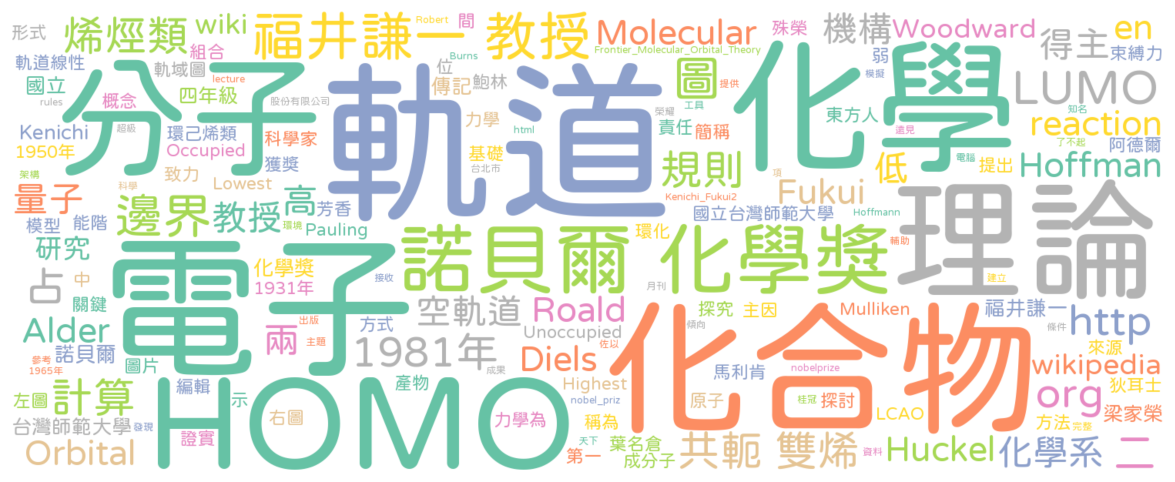 形式 烯烴類 wiki 福井謙一 教授 Robert 間 Molecular 殊榮 機構 Woodward en
Frontier_Molecular_Orbital_Theory
軌道線性 組合 Burns 位 圖 弱 得主 束縛力
國立 軌域圖 lecture 傳記 鮑林 提供 模擬 LUMO
分子 軌道 化學
rules 概念 四年級 股份有限公司 榮耀 工具 東方人 知名
Kenichi 超級 環己烯類 科學家 力學 html 責任 簡稱 遠見 reaction
1950年 Occupied 獲獎 基礎 規則 了不起 阿德爾
架構 科學 致力 Lowest 台北市 項 低 電腦 提出 Hoffman
量子 邊界 教授 高 芳香 Kenichi_Fukui2 Fukui
模型 能階 環境 Pauling 國立台灣師範大學 Hoffmann
研究 電子 諾貝爾 化學獎 環化 輔助 理論
占 中 化學獎 接收 月刊 建立
關鍵 1931年 空軌道 Roald 探究 主因 Mulliken 福井謙一 http
Alder 兩 出版 方式 Unoccupied 傾向 條件
諾貝爾 圖片 主題 1981年 佐以 化合物 來源
參考 1965年 Diels 成果 馬利肯 nobelprize wikipedia
左圖 計算 編輯 HOMO 產物 Highest 原子 桂冠 探討 org 狄耳士
示 nobel_priz LCAO 梁家榮
台灣師範大學 發現 右圖 力學為 稱為 方法 完整
Orbital 證實 天下 葉名倉 共軛 雙烯 Huckel 化學系 二
第一 成分子 資料